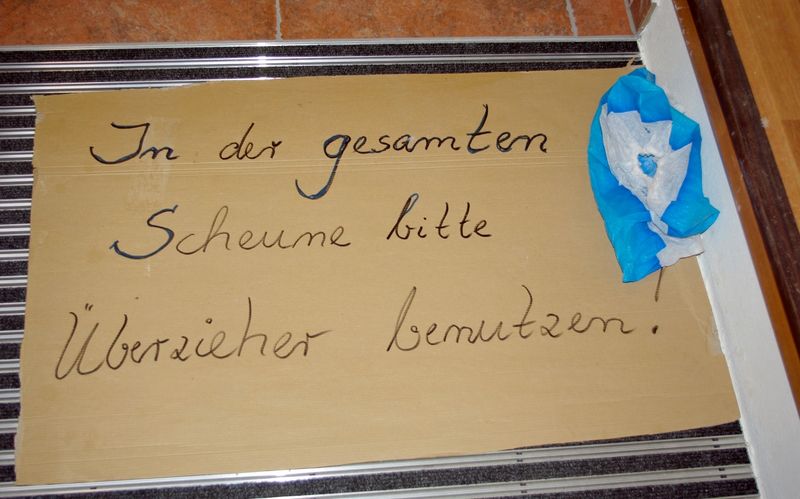 In der gesamten
Scheune bitte
Überzieher benutzen!